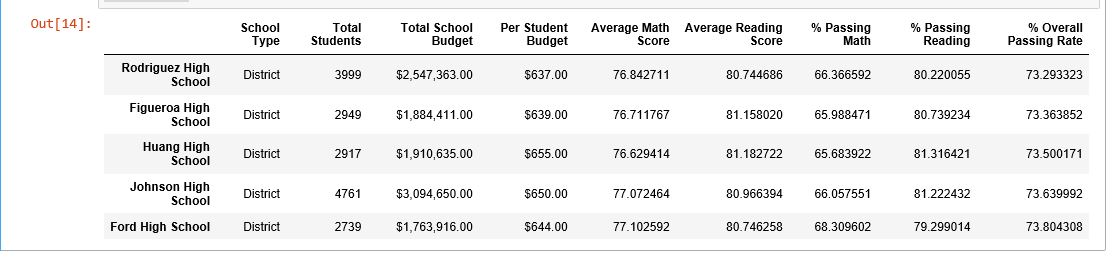 Out[14]:
School Type Total Students Total School Budget Per Student Budget Average Math Score Average Reading Score % Passing Math % Passing Reading % Overall Passing Rate
Rodriguez High School District 3999 $2,547,363.00 $637.00 76.842711 80.744686 66.366592 80.220055 73.293323
Figueroa High School District 2949 $1,884,411.00 $639.00 76.711767 81.158020 65.988471 80.739234 73.363852
Huang High School District 2917 $1,910,635.00 $655.00 76.629414 81.182722 65.683922 81.316421 73.500171
Johnson High School District 4761 $3,094,650.00 $650.00 77.072464 80.966394 66.057551 81.222432 73.639992
Ford High School District 2739 $1,763,916.00 $644.00 77.102592 80.746258 68.309602 79.299014 73.804308